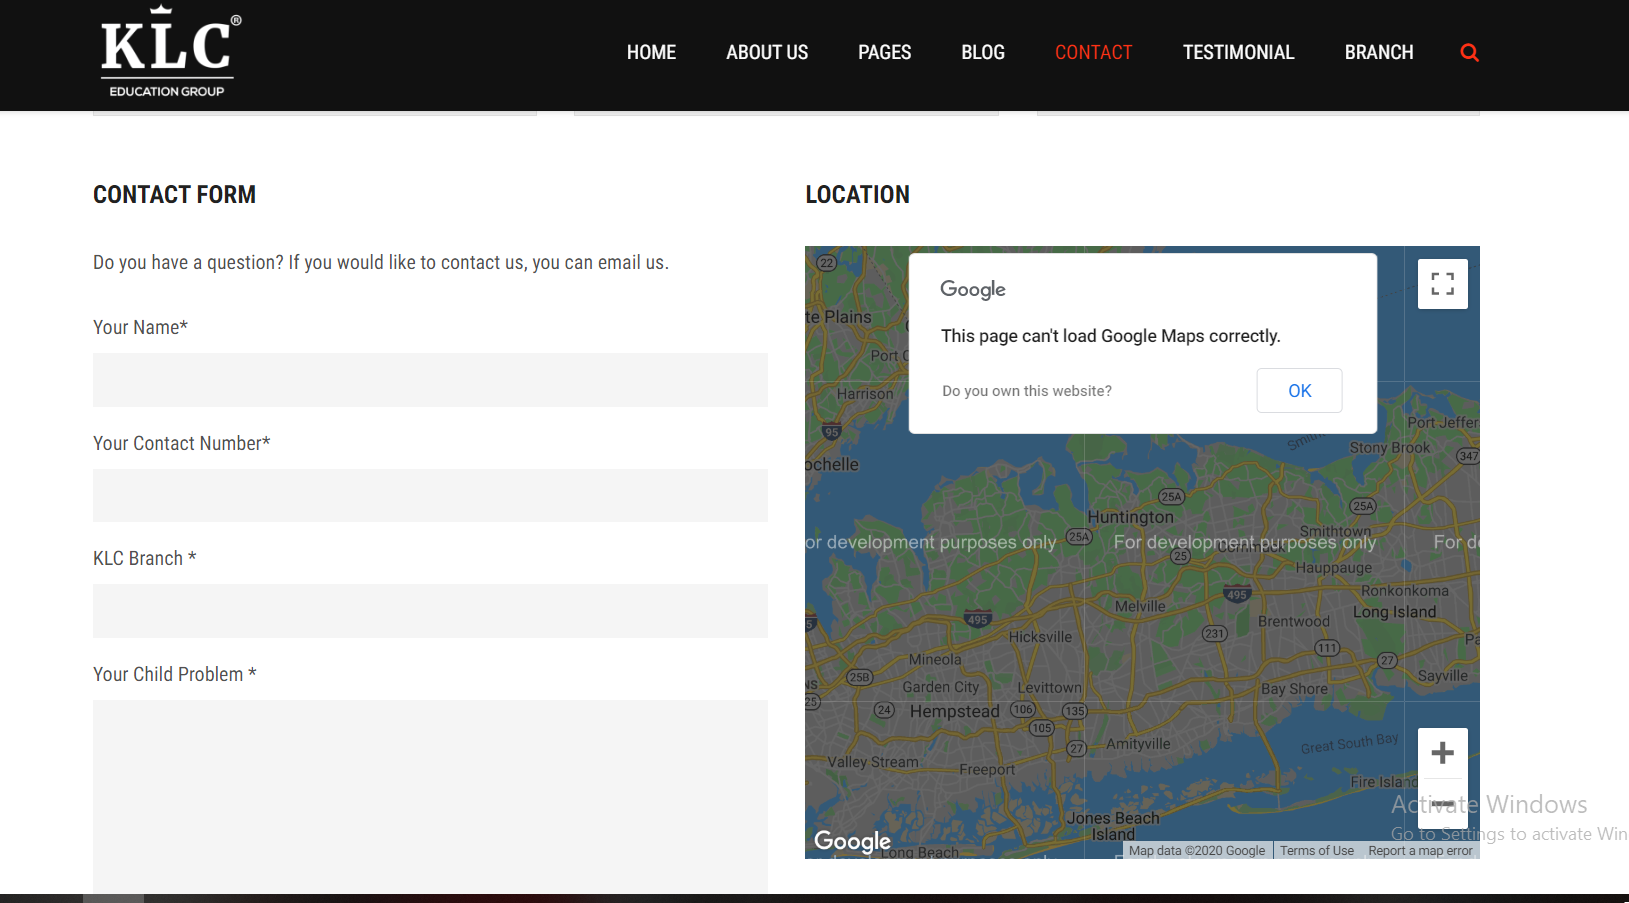 KLC®
EDUCATION GROUP
HOME ABOUT US PAGES BLOG CONTACT TESTIMONIAL BRANCH
CONTACT FORM
Do you have a question? If you would like to contact us, you can email us.
Your Name*
Your Contact Number*
KLC Branch *
Your Child Problem *
LOCATION
22
Google
te Plains
This page can't load Google Maps correctly.
Port C
Do you own this website? OK
Harrison
95
Port Jeffer
Stony Brook
347
ochelle
25A
25A
Huntington
Smithtown
25A
or development purposes only For development purposes only For de
Commack
25
Hauppauge
Ronkonkoma
495
Melville
Long Island
495
Brentwood
231
Hicksville
111
Mineola
27
25B
Sayville
Garden City
Levittown
Bay Shore
25
24
Hempstead
106
135
105
27
Amityville
Great South Bay
Valley Stream
Freeport
Fire Island
Activate Windows
Jones Beach
Island
Go to Settings to activate Win
Google
Long Beach
Map data ©2020 Google Terms of Use Report a map error